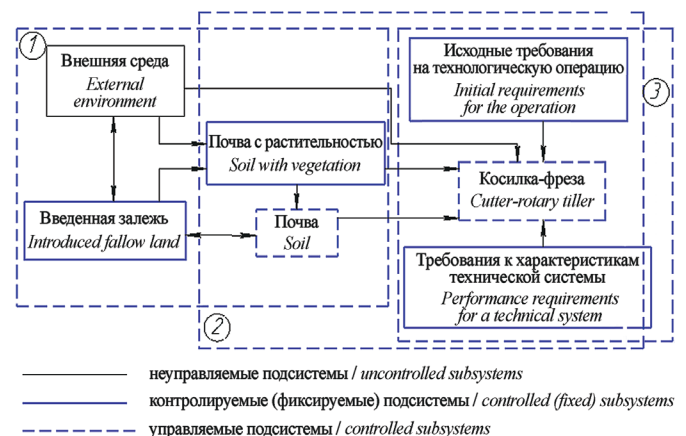 1
Внешняя среда
External
environment
Исходные требования
на технологическую операцию
Initial requirements
for the operation
3
Почва с растительностью
Soil with vegetation
Косилка-фреза
Cutter-rotary tiller
Введенная залежь
Introduced fallow land
Почва
Soil
Требования к характеристикам
технической системы
Performance requirements
for a technical system
2
неуправляемые подсистемы / uncontrolled subsystems
контролируемые (фиксируемые) подсистемы / controlled (fixed) subsystems
управляемые подсистемы / controlled subsystems